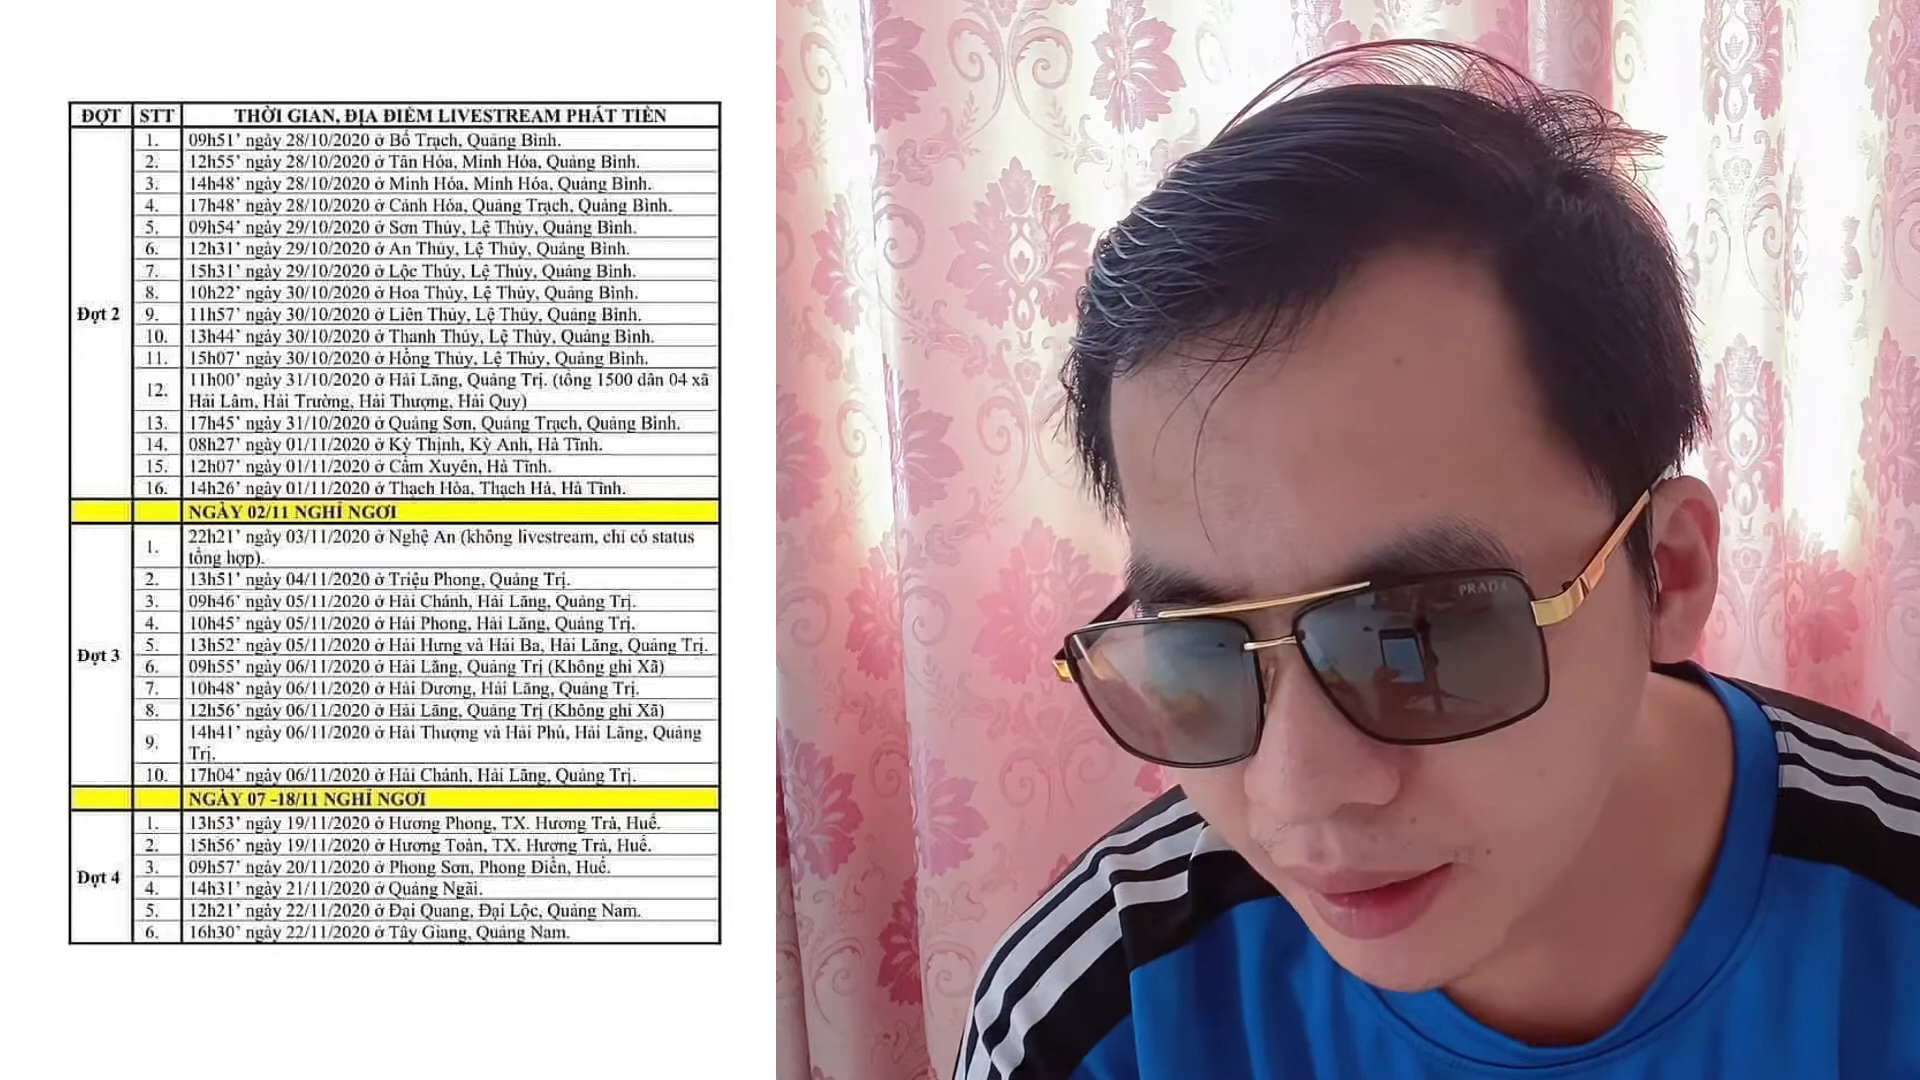 ĐỢT STT THỜI GIAN, ĐỊA ĐIỂM LIVESTREAM PHÁT TIỀN
Đợt 2
1. 09h51’ ngày 28/10/2020 ở Bố Trạch, Quảng Bình.
2. 12h55’ ngày 28/10/2020 ở Tân Hóa, Minh Hóa, Quảng Bình.
3. 14h48’ ngày 28/10/2020 ở Minh Hóa, Minh Hóa, Quảng Bình.
4. 17h48’ ngày 28/10/2020 ở Cảnh Hóa, Quảng Trạch, Quảng Bình.
5. 09h54’ ngày 29/10/2020 ở Sơn Thủy, Lệ Thủy, Quảng Bình.
6. 12h31’ ngày 29/10/2020 ở An Thủy, Lệ Thủy, Quảng Bình.
7. 15h31’ ngày 29/10/2020 ở Lộc Thủy, Lệ Thủy, Quảng Bình.
8. 10h22’ ngày 30/10/2020 ở Hoa Thủy, Lệ Thủy, Quảng Bình.
9. 11h57’ ngày 30/10/2020 ở Liên Thủy, Lệ Thủy, Quảng Bình.
10. 13h44’ ngày 30/10/2020 ở Thanh Thủy, Lệ Thủy, Quảng Bình.
11. 15h07’ ngày 30/10/2020 ở Hồng Thủy, Lệ Thủy, Quảng Bình.
12. 11h00’ ngày 31/10/2020 ở Hải Lăng, Quảng Trị. (tổng 1500 dân 04 xã
Hải Lâm, Hải Trường, Hải Thượng, Hải Quy)
13. 17h45’ ngày 31/10/2020 ở Quảng Sơn, Quảng Trạch, Quảng Bình.
14. 08h27’ ngày 01/11/2020 ở Kỳ Thịnh, Kỳ Anh, Hà Tĩnh.
15. 12h07’ ngày 01/11/2020 ở Cẩm Xuyên, Hà Tĩnh.
16. 14h26’ ngày 01/11/2020 ở Thạch Hòa, Thạch Hà, Hà Tĩnh.
NGÀY 02/11 NGHỈ NGƠI
Đợt 3
1. 22h21’ ngày 03/11/2020 ở Nghệ An (không livestream, chỉ có status
tổng hợp).
2. 13h51’ ngày 04/11/2020 ở Triệu Phong, Quảng Trị.
3. 09h46’ ngày 05/11/2020 ở Hải Chánh, Hải Lăng, Quảng Trị.
4. 10h45’ ngày 05/11/2020 ở Hải Phong, Hải Lăng, Quảng Trị.
5. 13h52’ ngày 05/11/2020 ở Hải Hưng và Hải Ba, Hải Lăng, Quảng Trị.
6. 09h55’ ngày 06/11/2020 ở Hải Lăng, Quảng Trị (Không ghi Xã)
7. 10h48’ ngày 06/11/2020 ở Hải Dương, Hải Lăng, Quảng Trị.
8. 12h56’ ngày 06/11/2020 ở Hải Lăng, Quảng Trị (Không ghi Xã)
9. 14h41’ ngày 06/11/2020 ở Hải Thượng và Hải Phú, Hải Lăng, Quảng
Trị.
10. 17h04’ ngày 06/11/2020 ở Hải Chánh, Hải Lăng, Quảng Trị.
NGÀY 07 -18/11 NGHỈ NGƠI
Đợt 4
1. 13h53’ ngày 19/11/2020 ở Hương Phong, TX. Hương Trà, Huế.
2. 15h56’ ngày 19/11/2020 ở Hương Toàn, TX. Hương Trà, Huế.
3. 09h57’ ngày 20/11/2020 ở Phong Sơn, Phong Điền, Huế.
4. 14h31’ ngày 21/11/2020 ở Quảng Ngãi.
5. 12h21’ ngày 22/11/2020 ở Đại Quang, Đại Lộc, Quảng Nam.
6. 16h30’ ngày 22/11/2020 ở Tây Giang, Quảng Nam.
PRADA